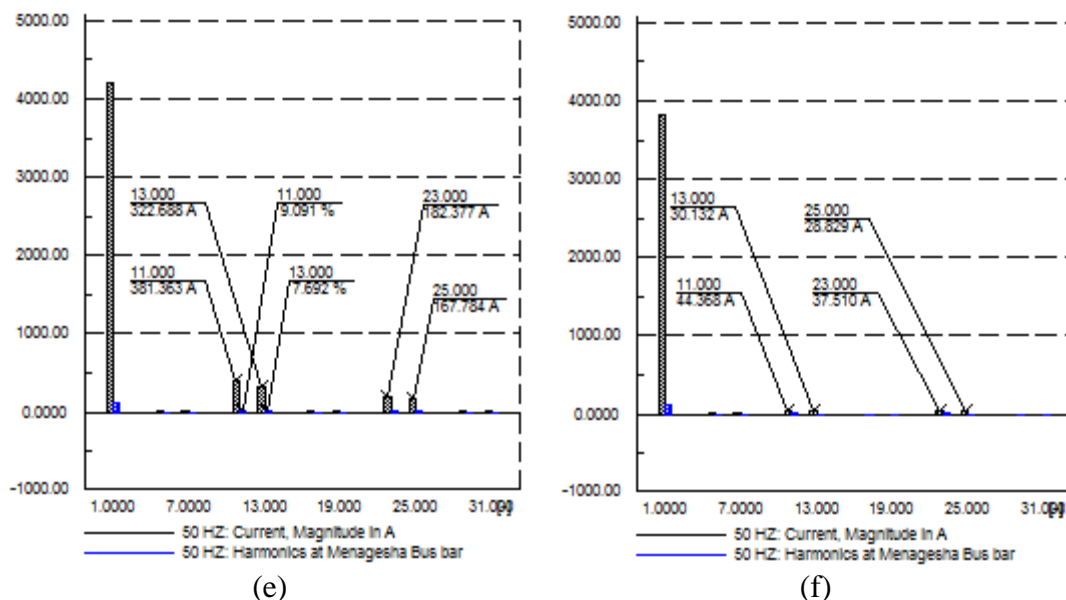 5000.00
4000.00
3000.00
2000.00
1000.00
0.0000
-1000.00
13.000
322.688 A
11.000
9.091 %
23.000
182.377 A
11.000
381.363 A
13.000
7.692 %
25.000
167.784 A
1.0000 7.0000 13.000 19.000 25.000
50 HZ: Current, Magnitude in A
50 HZ: Harmonics at Menagesha Bus bar
(e)
5000.00
4000.00
3000.00
2000.00
1000.00
0.0000
-1000.00
13.000
30.132 A
25.000
28.829 A
11.000
44.368 A
23.000
37.510 A
1.0000 7.0000 13.000 19.000 25.000
50 HZ: Current, Magnitude in A
50 HZ: Harmonics at Menagesha Bus bar
(f)